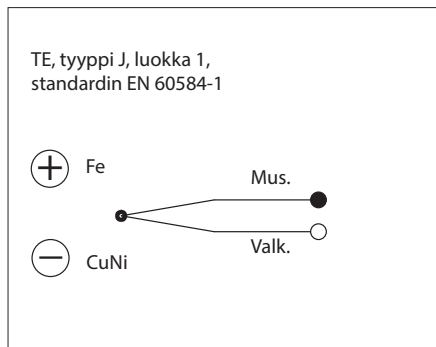 TE, tyyppi J, luokka 1,
standardin EN 60584-1
Fe
Mus.
Valk.
CuNi